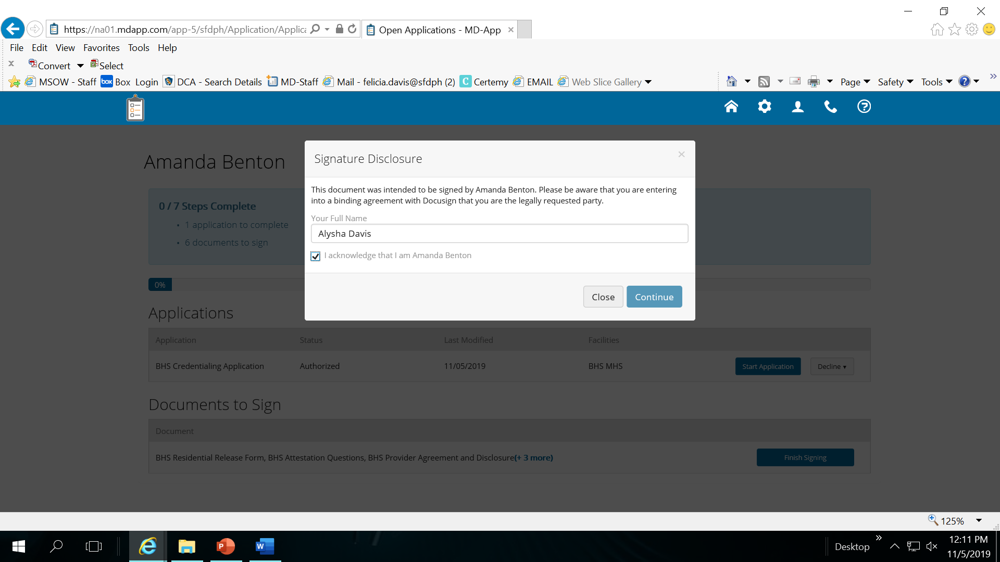 https://na01.mdapp.com/app-5/sfdph/Application/Applica
Open Applications - MD-App
File Edit View Favorites Tools Help
x Convert Select
MSOW - Staff box Box Login DCA - Search Details MD-Staff Mail - felicia.davis@sfdph (2) C Certemy EMAIL Web Slice Gallery Page Safety Tools
Amanda Benton
0 / 7 Steps Complete
• 1 application to complete
• 6 documents to sign
0%
Signature Disclosure
This document was intended to be signed by Amanda Benton. Please be aware that you are entering
into a binding agreement with Docusign that you are the legally requested party.
Your Full Name
Alysha Davis
I acknowledge that I am Amanda Benton
Close Continue
Applications
Application Status Last Modified Facilities
BHS Credentialing Application Authorized 11/05/2019 BHS MHS Start Application Decline ▾
Documents to Sign
Document
BHS Residential Release Form, BHS Attestation Questions, BHS Provider Agreement and Disclosure(+ 3 more) Finish Signing
125%
Desktop
12:11 PM
11/5/2019